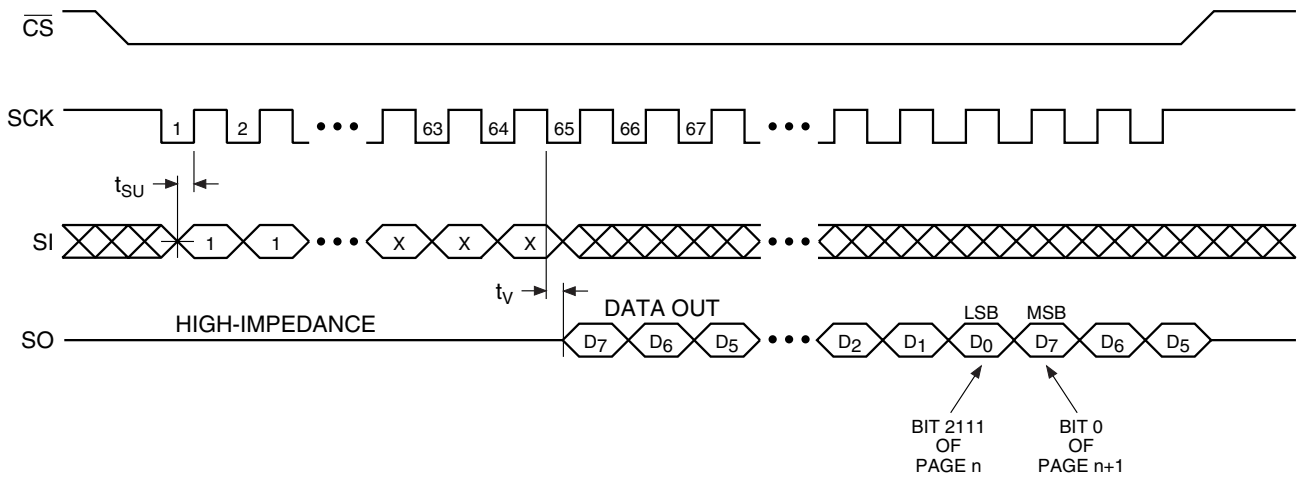 CS
SCK
1 2 ••• 63 64 65 66 67 •••
tSU
SI
1 1 ••• X X X •••
tV
SO
HIGH-IMPEDANCE
DATA OUT
LSB MSB
D7 D6 D5 ••• D2 D1 D0 D7 D6 D5
BIT 2111
OF
PAGE n
BIT 0
OF
PAGE n+1